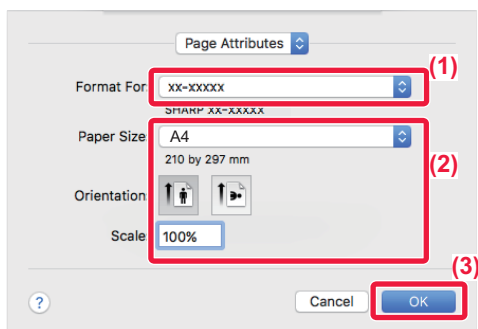 Page Attributes
(1)
Format For: xx-xxxxx
SHARP xx-xxxxx
Paper Size: A4
210 by 297 mm
(2)
Orientation:
Scale: 100%
(3)
? Cancel OK